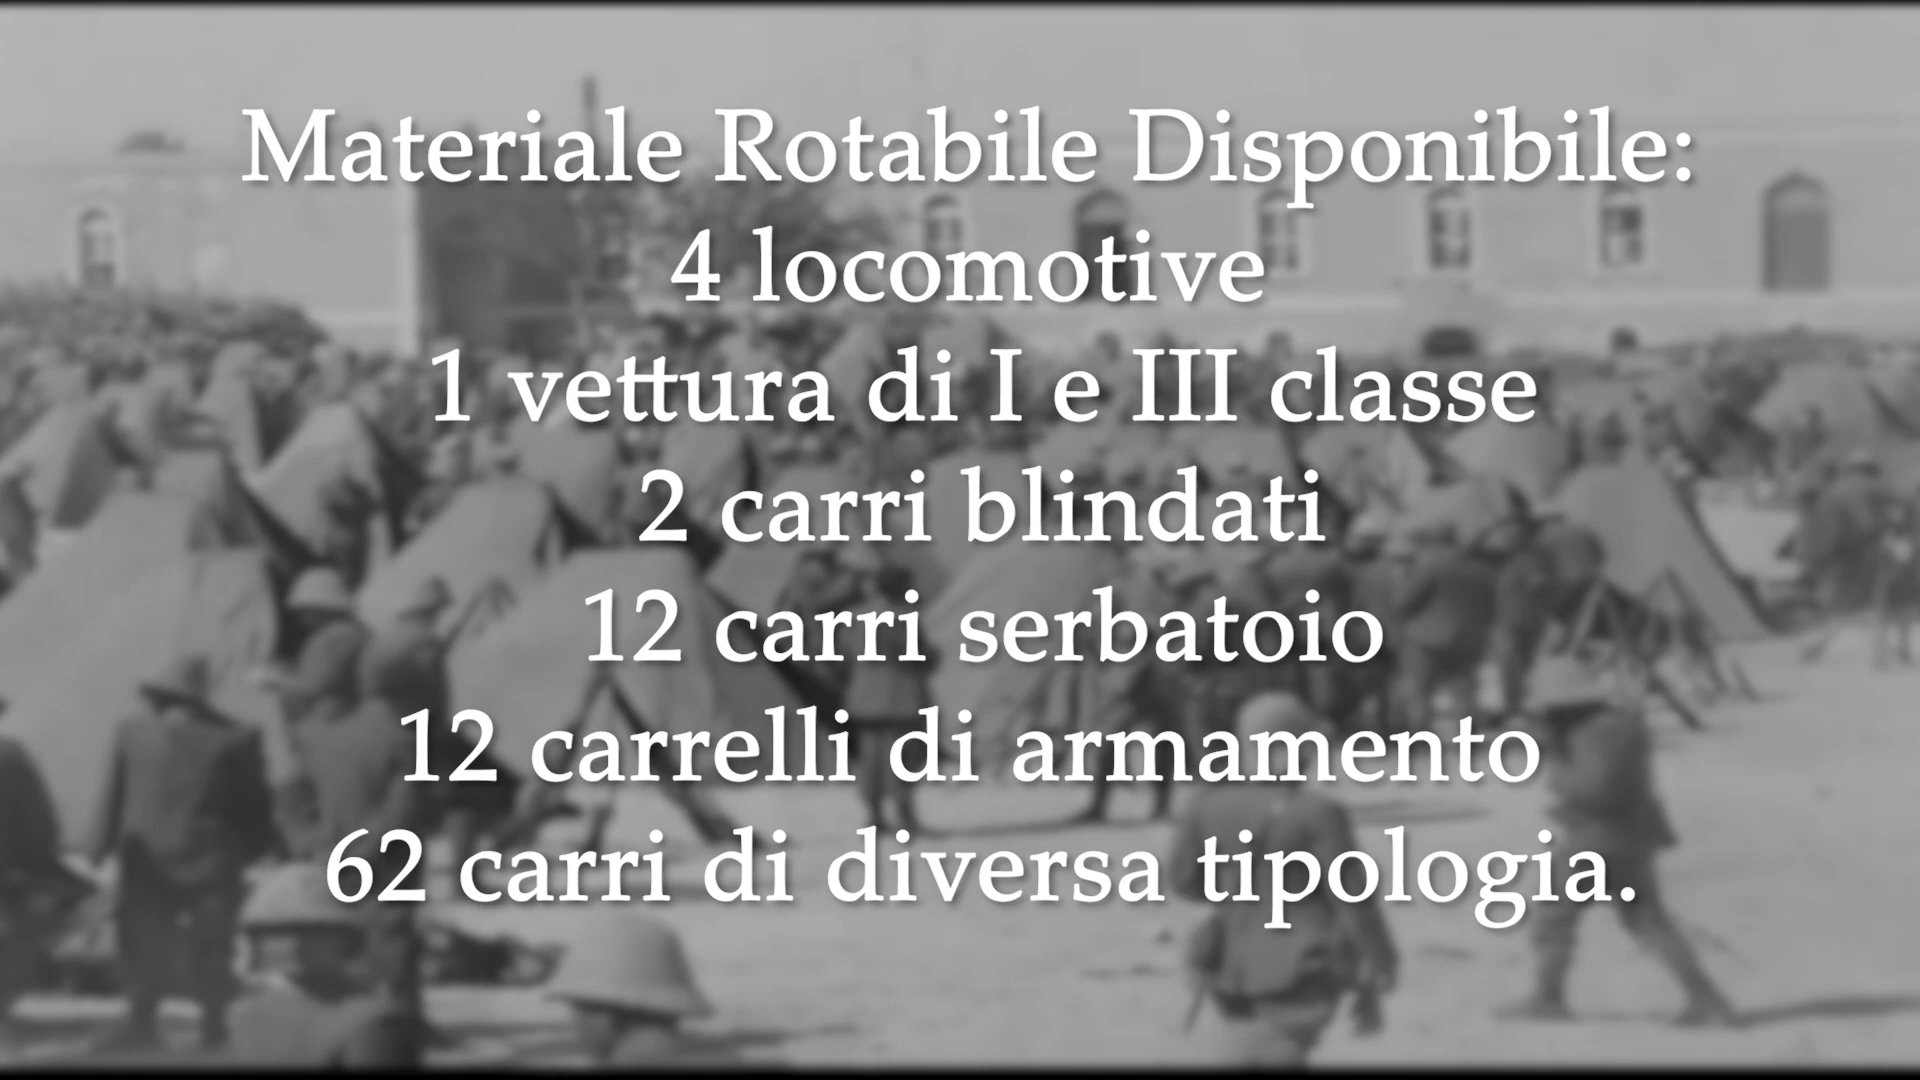 Materiale Rotabile Disponibile:
4 locomotive
1 vettura di I e III classe
2 carri blindati
12 carri serbatoio
12 carrelli di armamento
62 carri di diversa tipologia.